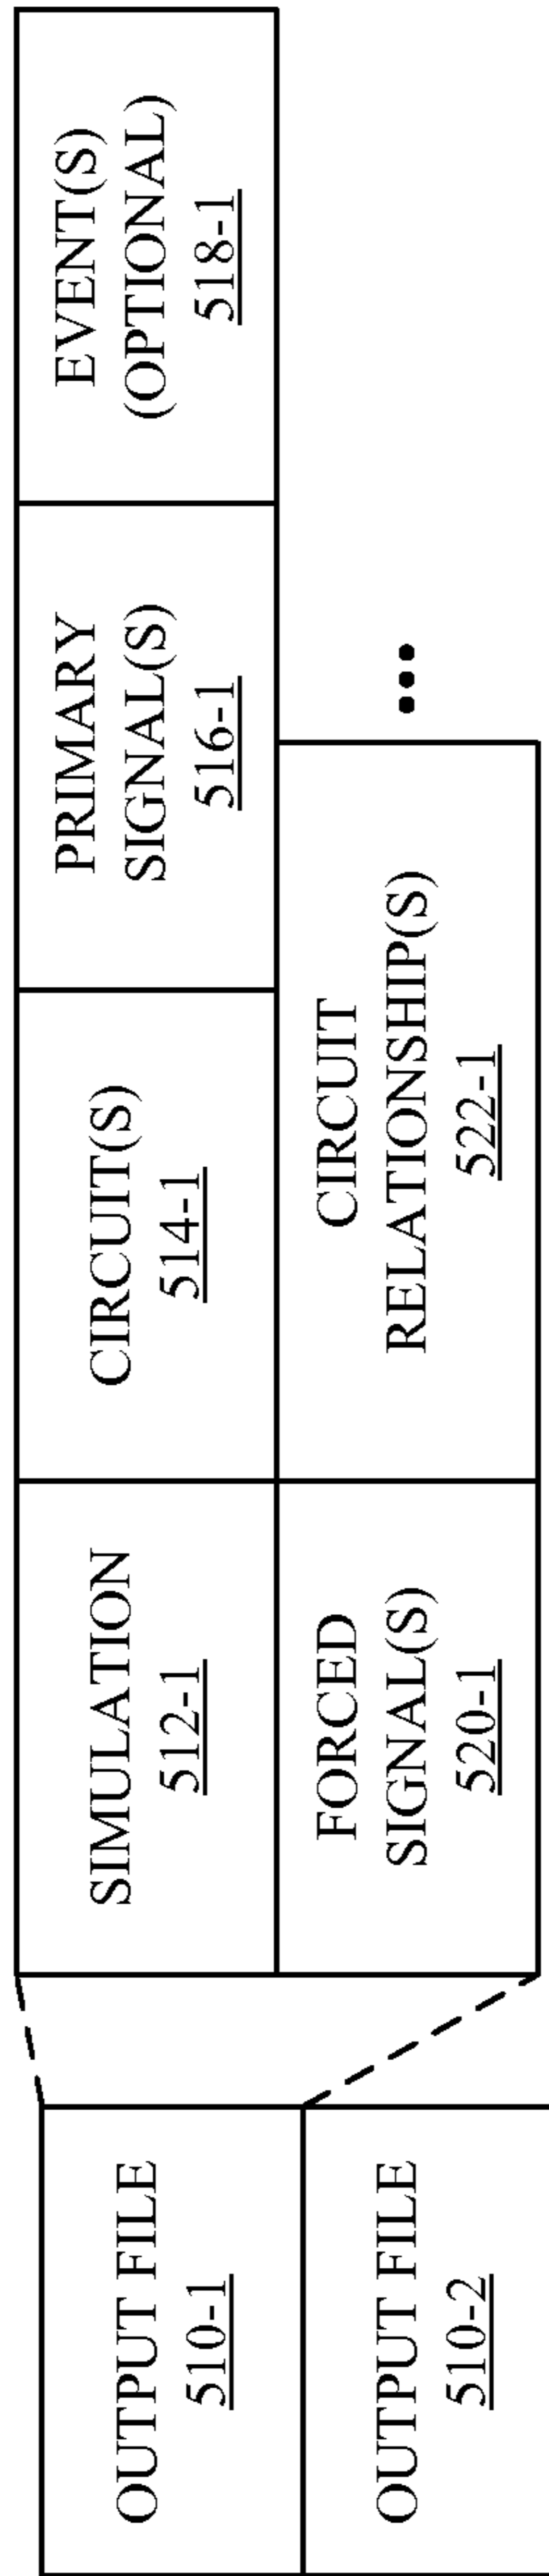 OUTPUT FILE
510-1
OUTPUT FILE
510-2
SIMULATION
512-1
CIRCUIT(S)
514-1
PRIMARY
SIGNAL(S)
516-1
EVENT(S)
(OPTIONAL)
518-1
FORCED
SIGNAL(S)
520-1
CIRCUIT
RELATIONSHIP(S)
522-1
•••